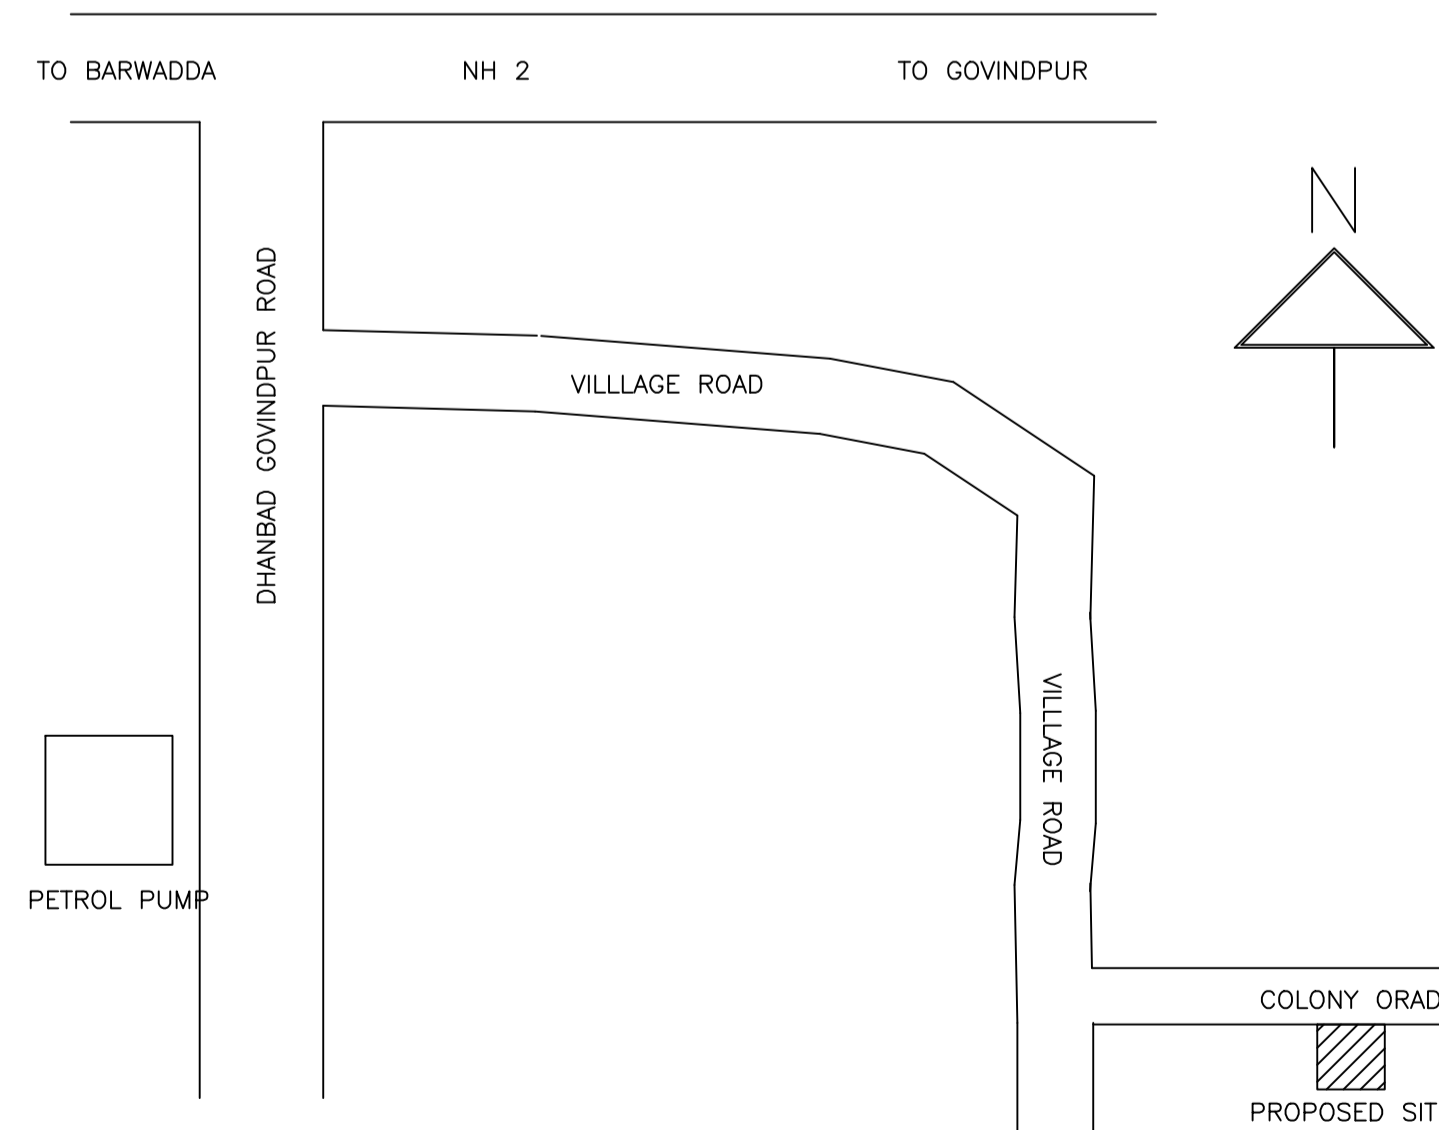 TO BARWADDA
NH 2
TO GOVINDPUR
N
DHANBAD GOVINDPUR ROAD
VILLLAGE ROAD
VILLLAGE ROAD
PETROL PUMP
COLONY ORAD
PROPOSED SIT